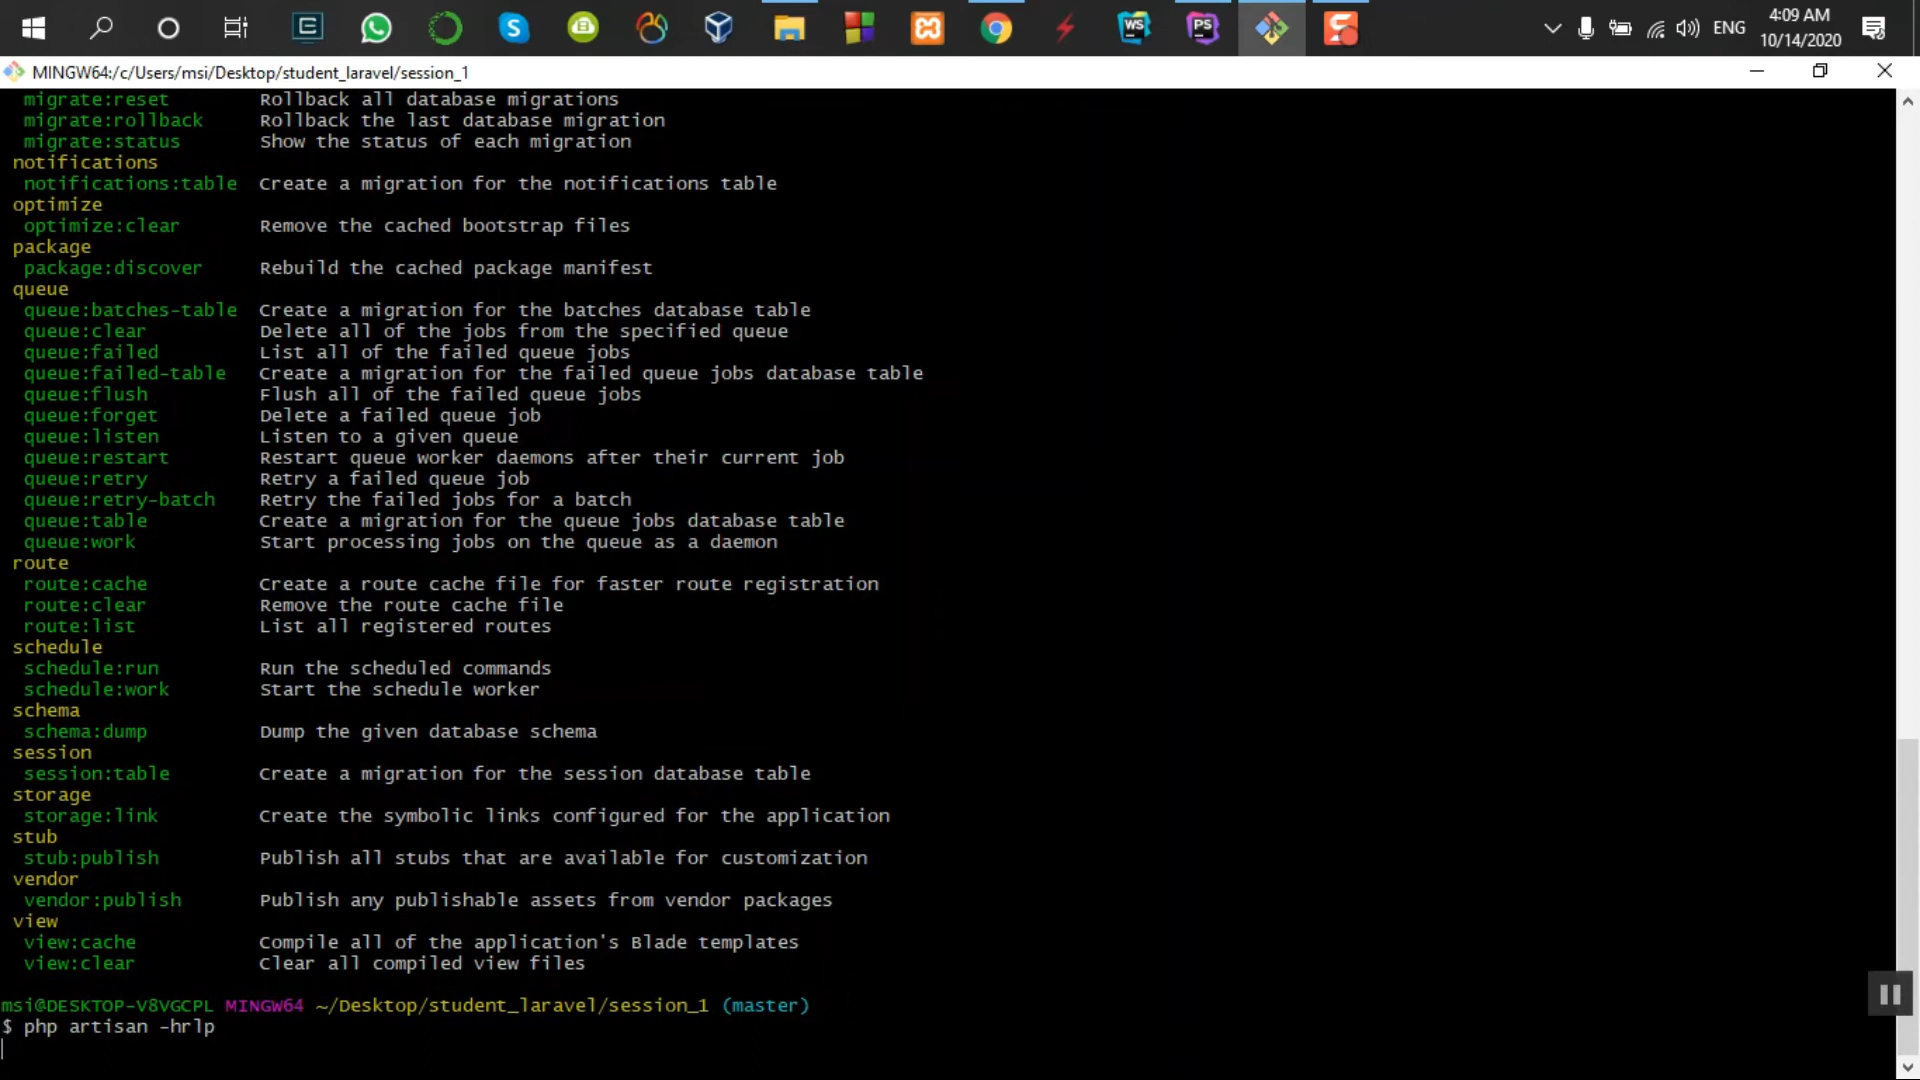 ENG
4:09 AM
10/14/2020
WS
PS
MINGW64:/c/Users/msi/Desktop/student_laravel/session_1
migrate:reset Rollback all database migrations
migrate:rollback Rollback the last database migration
migrate:status Show the status of each migration
notifications
notifications:table Create a migration for the notifications table
optimize
optimize:clear Remove the cached bootstrap files
package
package:discover Rebuild the cached package manifest
queue
queue:batches-table Create a migration for the batches database table
queue:clear Delete all of the jobs from the specified queue
queue:failed List all of the failed queue jobs
queue:failed-table Create a migration for the failed queue jobs database table
queue:flush Flush all of the failed queue jobs
queue:forget Delete a failed queue job
queue:listen Listen to a given queue
queue:restart Restart queue worker daemons after their current job
queue:retry Retry a failed queue job
queue:retry-batch Retry the failed jobs for a batch
queue:table Create a migration for the queue jobs database table
queue:work Start processing jobs on the queue as a daemon
route
route:cache Create a route cache file for faster route registration
route:clear Remove the route cache file
route:list List all registered routes
schedule
schedule:run Run the scheduled commands
schedule:work Start the schedule worker
schema
schema:dump Dump the given database schema
session
session:table Create a migration for the session database table
storage
storage:link Create the symbolic links configured for the application
stub
stub:publish Publish all stubs that are available for customization
vendor
vendor:publish Publish any publishable assets from vendor packages
view
view:cache Compile all of the application's Blade templates
view:clear Clear all compiled view files
msi@DESKTOP-V8VGCPL MINGW64 ~/Desktop/student_laravel/session_1 (master)
$ php artisan -hrlp